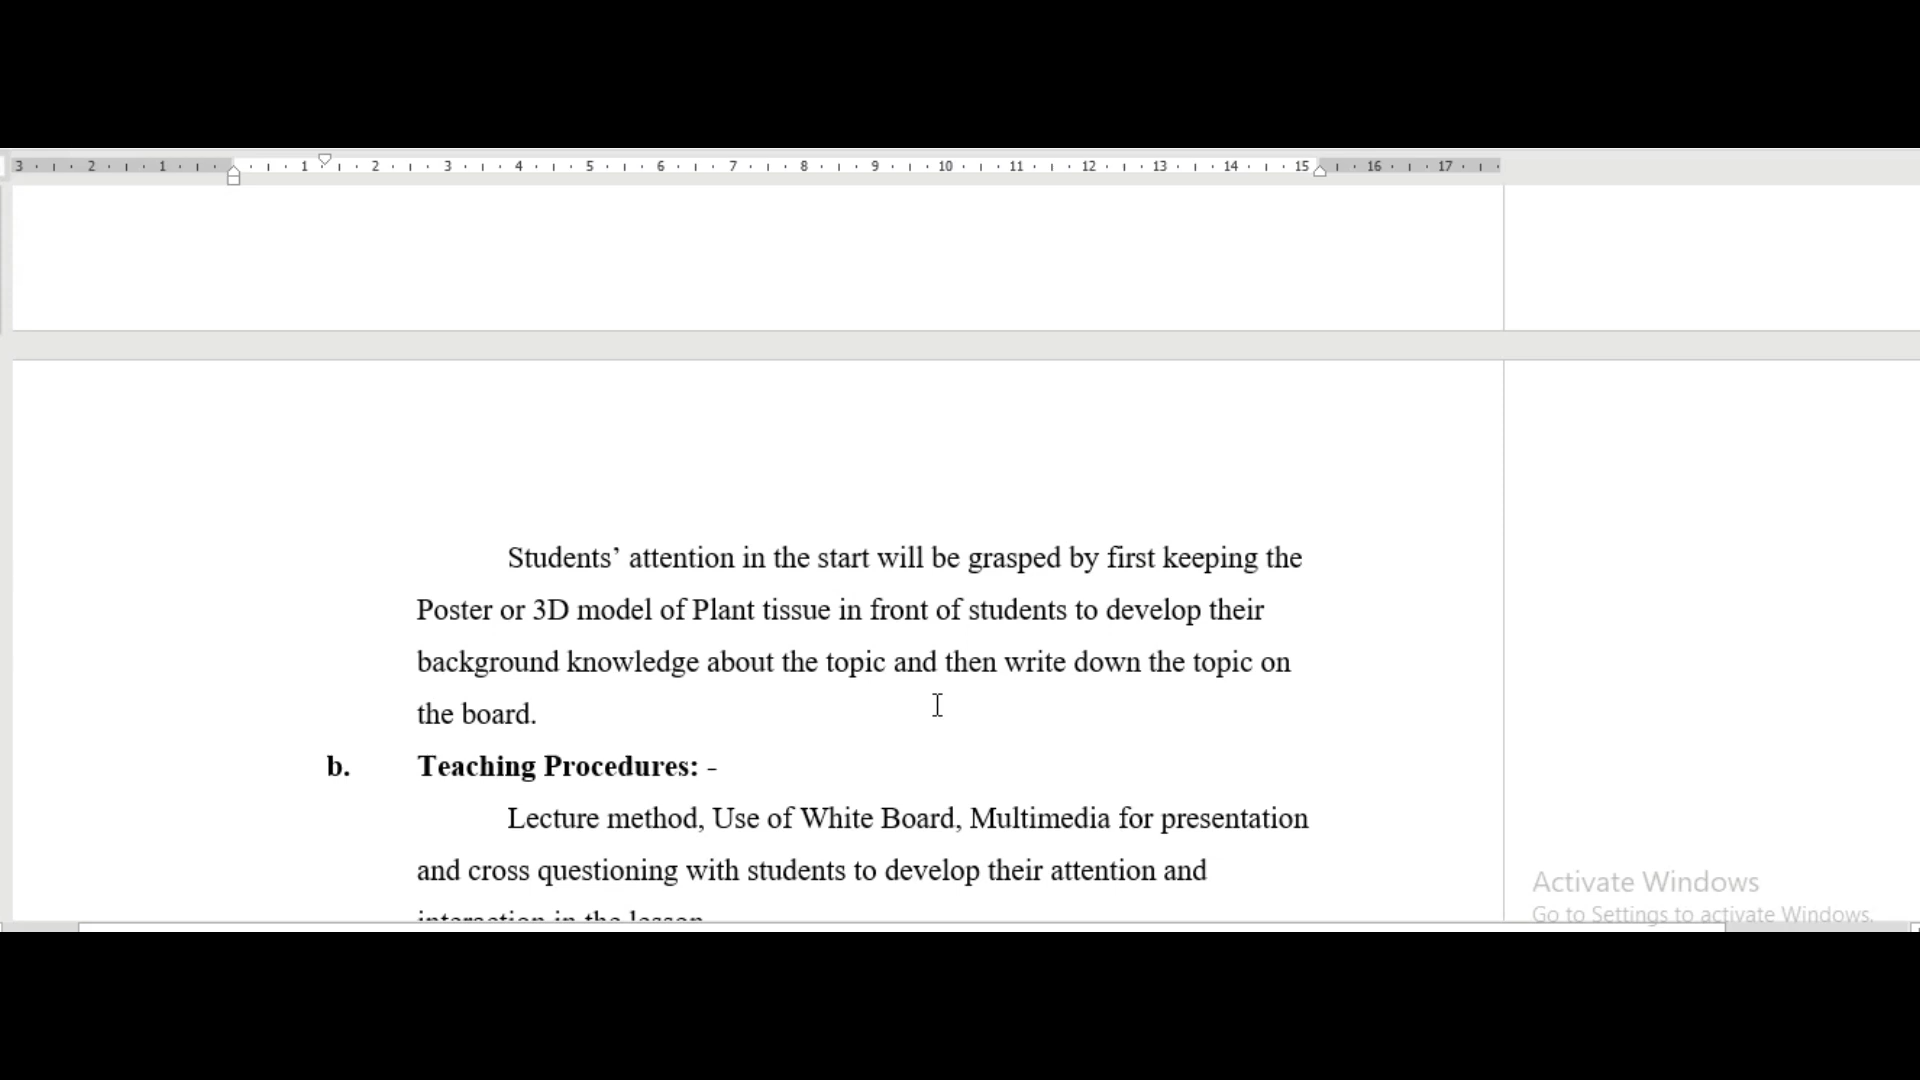 3 2 1 1 2 3 4 5 6 7 8 9 10 11 12 13 14 15 16 17
Students’ attention in the start will be grasped by first keeping the
Poster or 3D model of Plant tissue in front of students to develop their
background knowledge about the topic and then write down the topic on
the board.
b. Teaching Procedures: -
Lecture method, Use of White Board, Multimedia for presentation
and cross questioning with students to develop their attention and
interaction in the lesson
Activate Windows
Go to Settings to activate Windows.